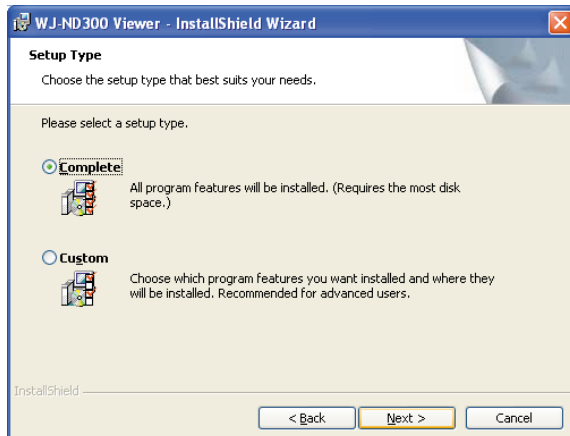 WJ-ND300 Viewer - InstallShield Wizard
Setup Type
Choose the setup type that best suits your needs.
Please select a setup type.
Complete
All program features will be installed. (Requires the most disk
space.)
Custom
Choose which program features you want installed and where they
will be installed. Recommended for advanced users.
InstallShield
< Back Next > Cancel